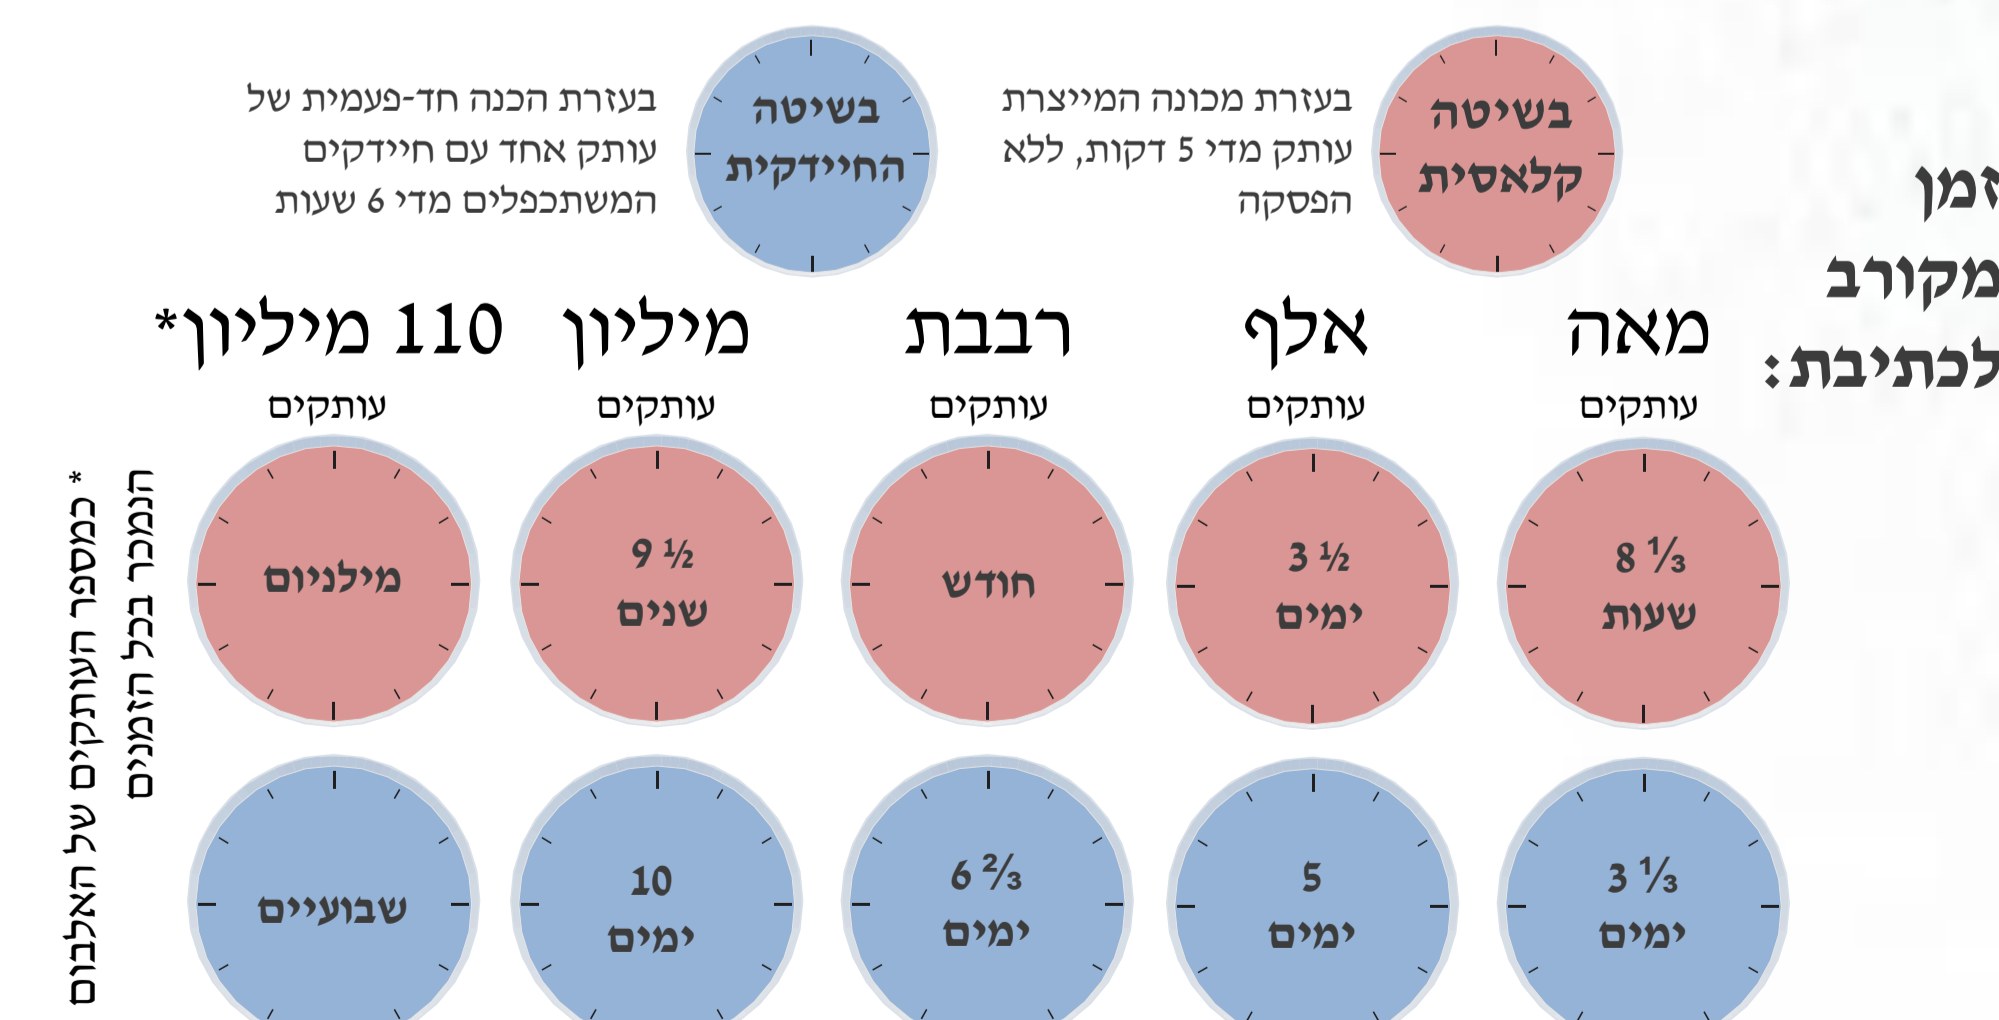 זמן
מקורב
לכתיבת:
בשיטה
קלאסית
בעזרת מכונה המייצרת
עותק מדי 5 דקות, ללא
הפסקה
בשיטה
החיידקית
בעזרת הכנה חד-פעמית של
עותק אחד עם חיידקים
המשתכפלים מדי 6 שעות
מאה
עותקים
אלף
עותקים
רבבת
עותקים
מיליון
עותקים
110 מיליון*
עותקים
8 ⅓
שעות
3 ½
ימים
חודש
9 ½
שנים
מילניום
3 ⅓
ימים
5
ימים
6 ⅔
ימים
10
ימים
שבועיים
* כמספר העותקים של האלבום
הנמכר בכל הזמנים